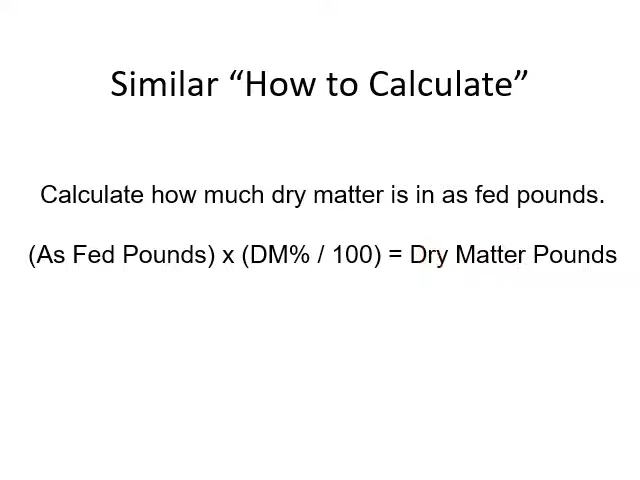 Similar “How to Calculate”
Calculate how much dry matter is in as fed pounds.
(As Fed Pounds) x (DM% / 100) = Dry Matter Pounds